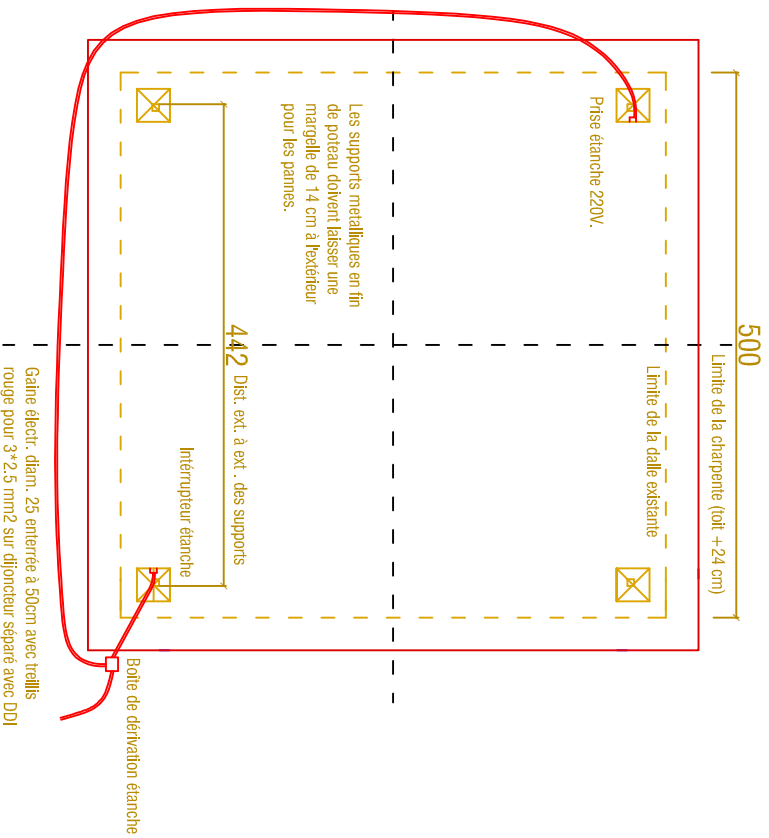 500
Limite de la charpente (toit +24 cm)
Limite de la dalle existante
Prise étanche 220V.
Les supports metalliques en fin
de poteau doivent laisser une
margelle de 14 cm à l'extérieur
pour les pannes.
442
Dist. ext. à ext . des supports
Intérrupteur étanche
Boîte de dérivation étanche
Gaine électr. diam. 25 enterrée à 50cm avec treillis
rouge pour 3*2.5 mm2 sur dijoncteur séparé avec DDI